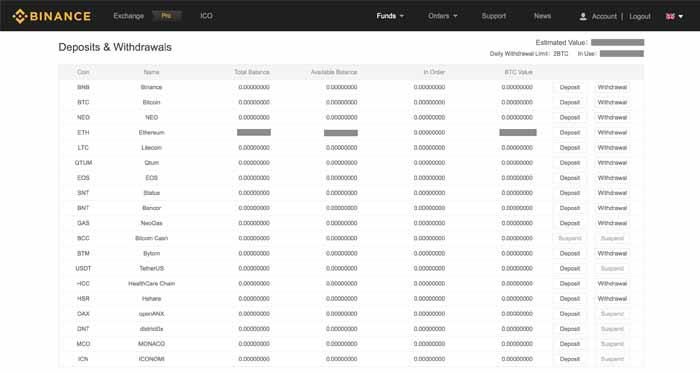 BINANCE Exchange Pro ICO Funds Orders Support News Account | Logout
Estimated Value:
Deposits & Withdrawals
Daily Withdrawal Limit: 2BTC In Use:
Coin Name Total Balance Available Balance In Order BTC Value
BNB Binance 0.00000000 0.00000000 0.00000000 0.00000000 Deposit Withdrawal
BTC Bitcoin 0.00000000 0.00000000 0.00000000 0.00000000 Deposit Withdrawal
NEO NEO 0.00000000 0.00000000 0.00000000 0.00000000 Deposit Withdrawal
ETH Ethereum 0.00000000 Deposit Withdrawal
LTC Litecoin 0.00000000 0.00000000 0.00000000 0.00000000 Deposit Withdrawal
QTUM Qtum 0.00000000 0.00000000 0.00000000 0.00000000 Deposit Withdrawal
EOS EOS 0.00000000 0.00000000 0.00000000 0.00000000 Deposit Withdrawal
SNT Status 0.00000000 0.00000000 0.00000000 0.00000000 Deposit Withdrawal
BNT Bancor 0.00000000 0.00000000 0.00000000 0.00000000 Deposit Withdrawal
GAS NeoGas 0.00000000 0.00000000 0.00000000 0.00000000 Deposit Withdrawal
BCC Bitcoin Cash 0.00000000 0.00000000 0.00000000 0.00000000 Suspend Suspend
BTM Bytom 0.00000000 0.00000000 0.00000000 0.00000000 Deposit Withdrawal
USDT TetherUS 0.00000000 0.00000000 0.00000000 0.00000000 Deposit Suspend
HCC HealthCare Chain 0.00000000 0.00000000 0.00000000 0.00000000 Deposit Withdrawal
HSR Hshare 0.00000000 0.00000000 0.00000000 0.00000000 Deposit Withdrawal
OAX openANX 0.00000000 0.00000000 0.00000000 0.00000000 Deposit Suspend
DNT district0x 0.00000000 0.00000000 0.00000000 0.00000000 Deposit Suspend
MCO MONACO 0.00000000 0.00000000 0.00000000 0.00000000 Deposit Suspend
ICN ICONOMI 0.00000000 0.00000000 0.00000000 0.00000000 Deposit Suspend